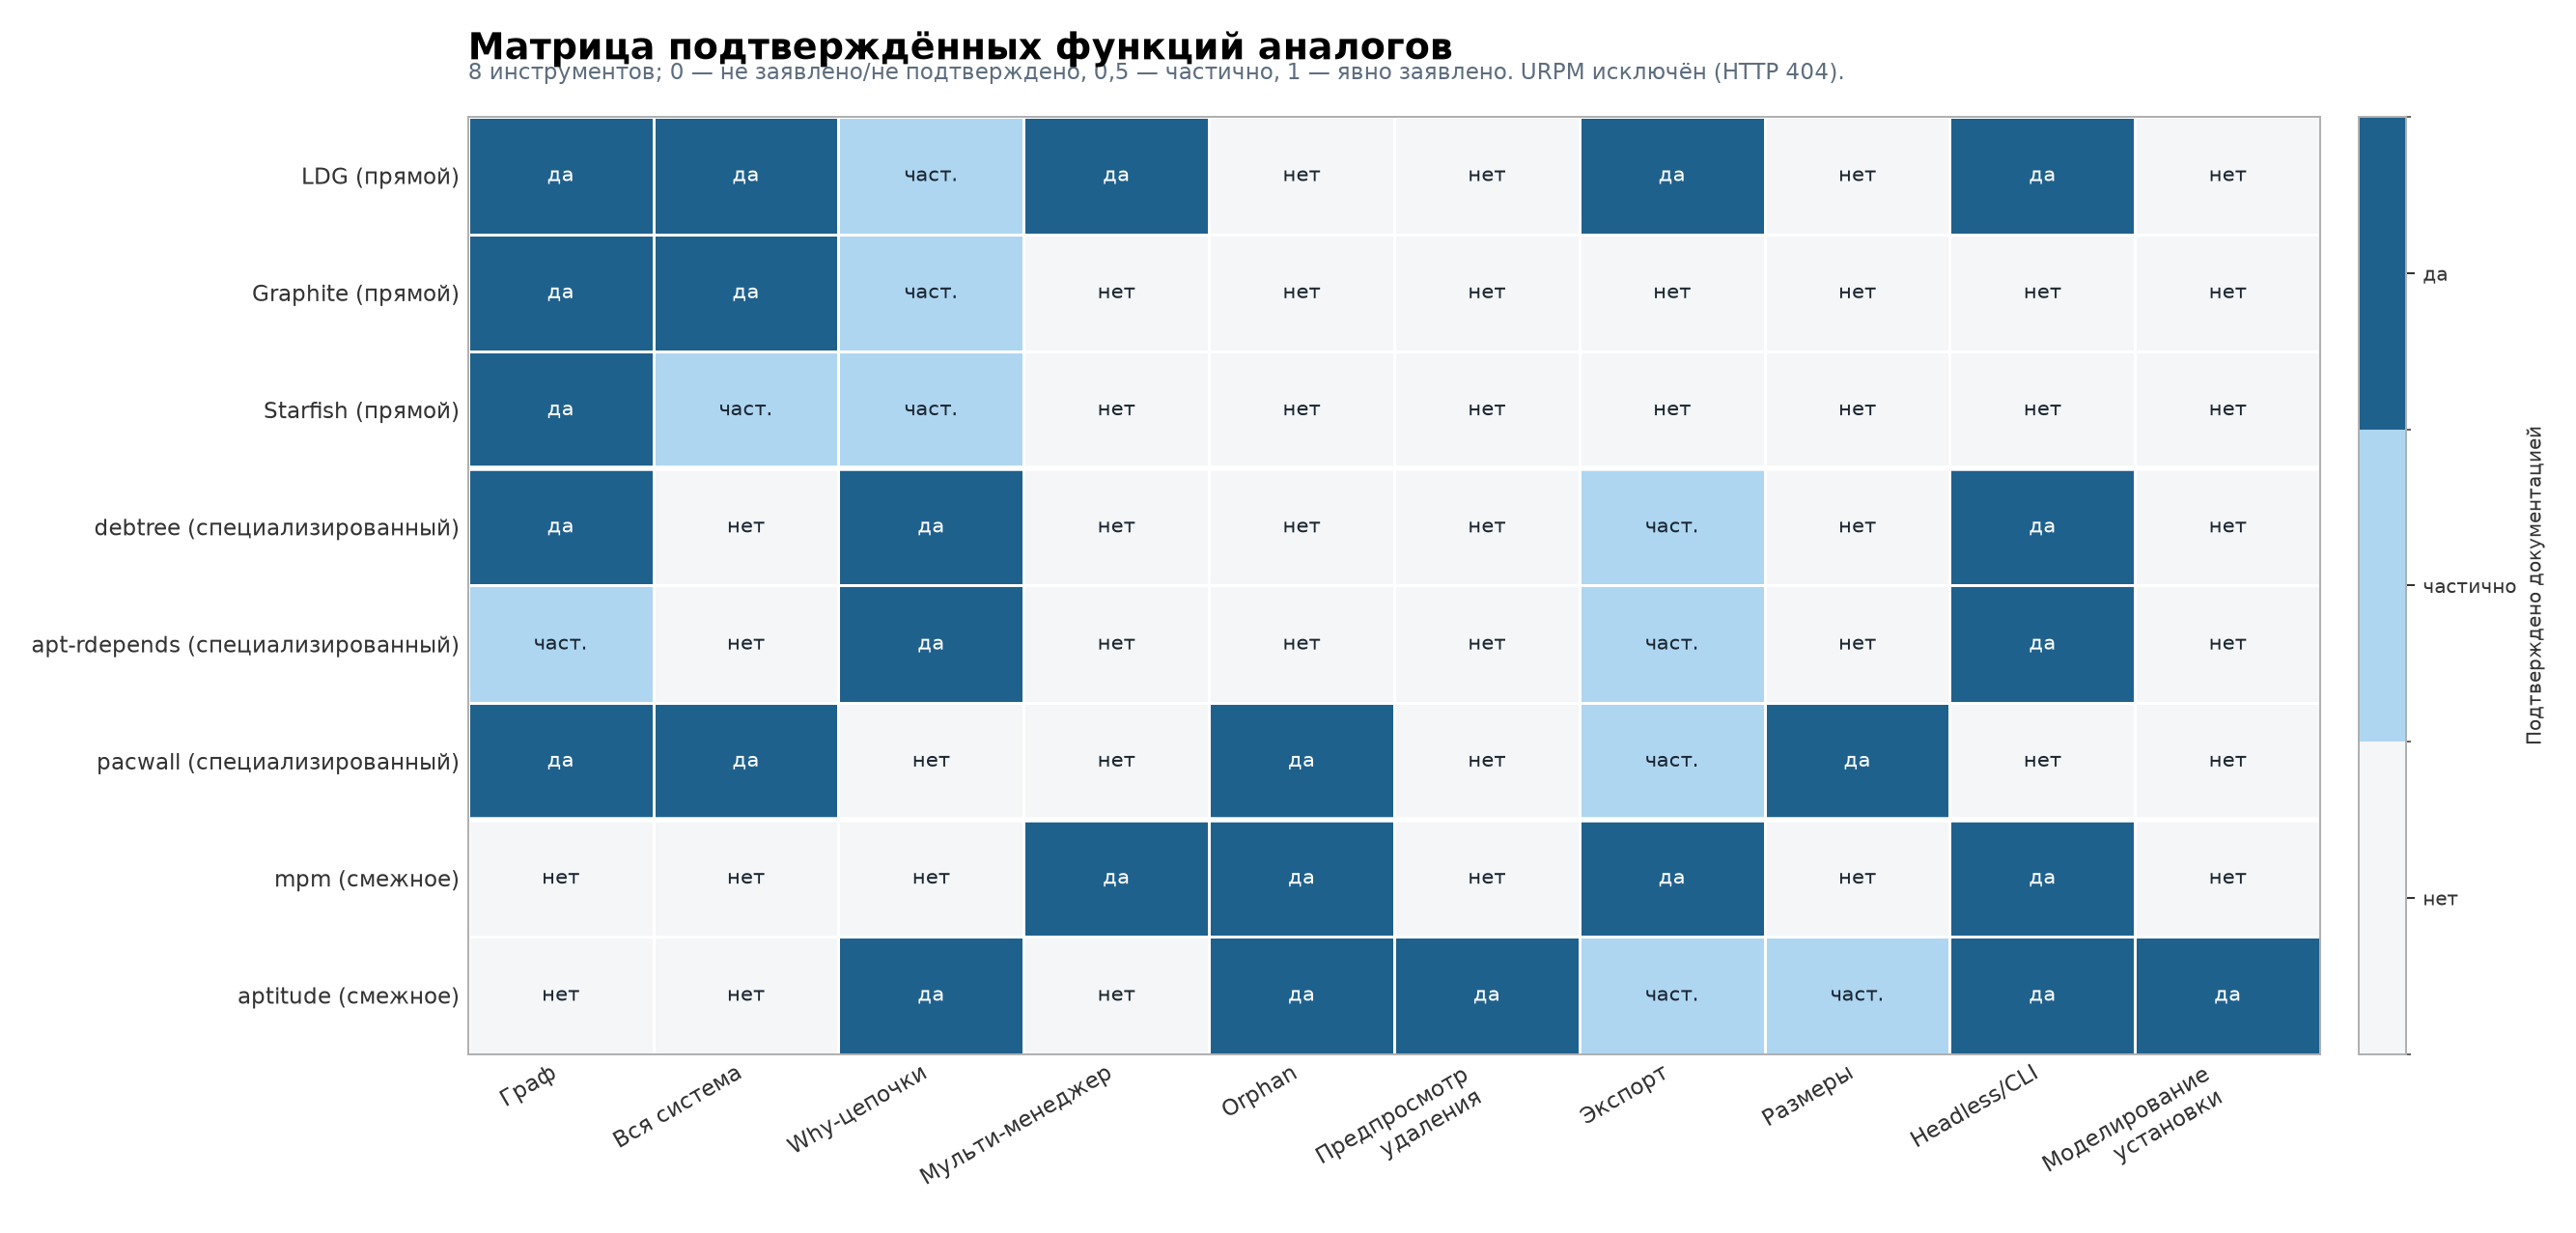 Матрица подтверждённых функций аналогов
8 инструментов; 0 — не заявлено/не подтверждено, 0,5 — частично, 1 — явно заявлено. URPM исключён (HTTP 404).
LDG (прямой) да да част. да нет нет да нет да нет
Graphite (прямой) да да част. нет нет нет нет нет нет нет
Starfish (прямой) да част. част. нет нет нет нет нет нет нет
debtree (специализированный) да нет да нет нет нет част. нет да нет
apt-rdepends (специализированный) част. нет да нет нет нет част. нет да нет
pacwall (специализированный) да да нет нет да нет част. да нет нет
mpm (смежное) нет нет нет да да нет да нет да нет
aptitude (смежное) нет нет да нет да да част. част. да да
Граф
Вся система
Why-цепочки
Мульти-менеджер
Orphan
Предпросмотр
удаления
Экспорт
Размеры
Headless/CLI
Моделирование
установки
да
частично
нет
Подтверждено документацией